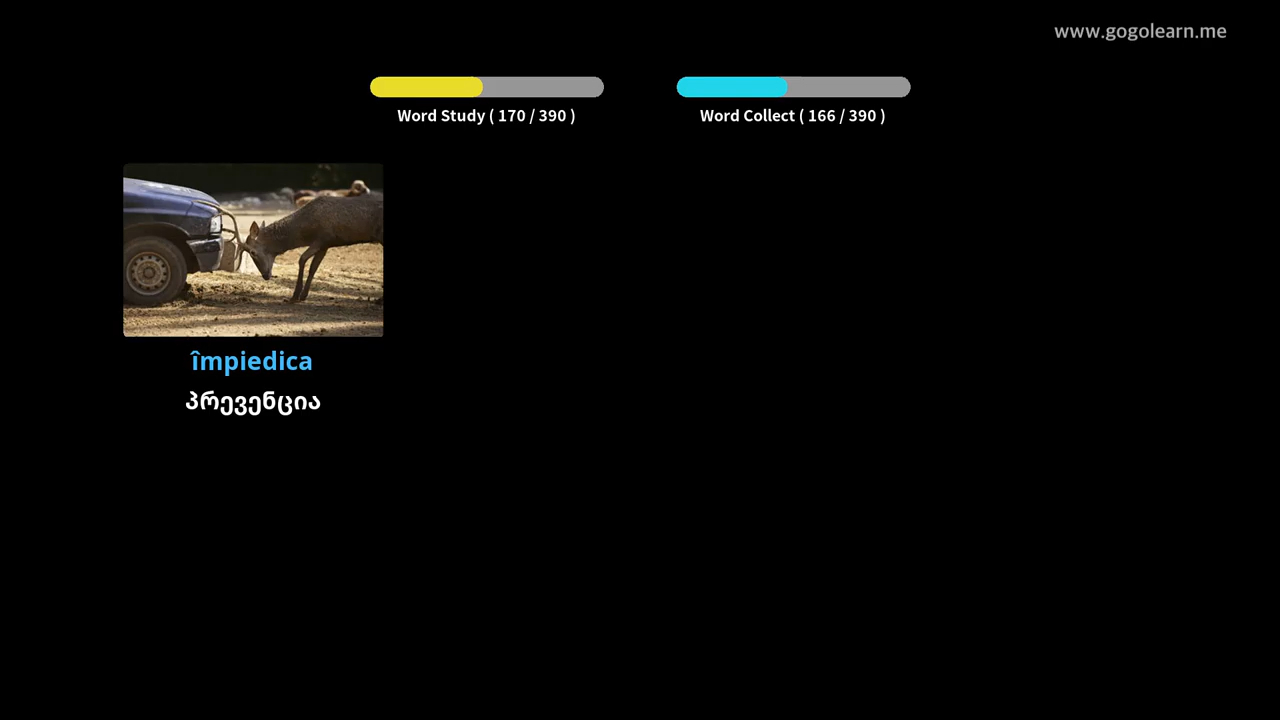 www.gogolearn.me
Word Study ( 170 / 390 )
Word Collect ( 166 / 390 )
împiedica
პრევენცია